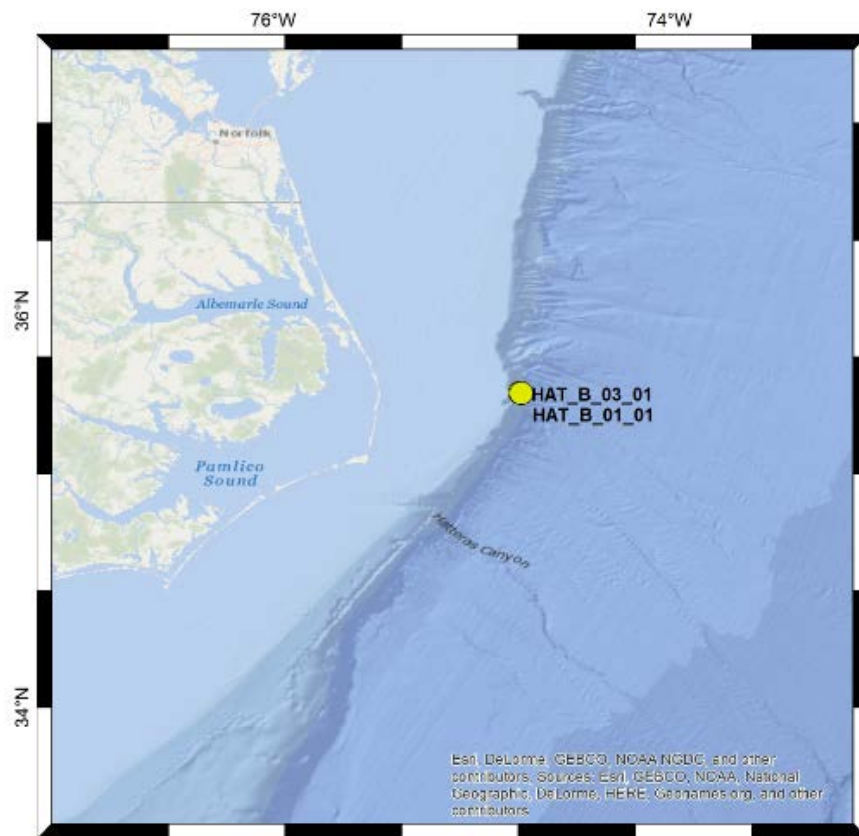 76°W
74°W
Norfolk
36°N
Albemarle Sound
HAT_B_03_01
HAT_B_01_01
Pamlico
Sound
Hatteras Canyon
34°N
Esri, DeLorme, GEBCO, NOAA NGDC, and other
contributors, Sources: Esri, GEBCO, NOAA, National
Geographic, DeLorme, HERE, Geonames.org, and other
contributors